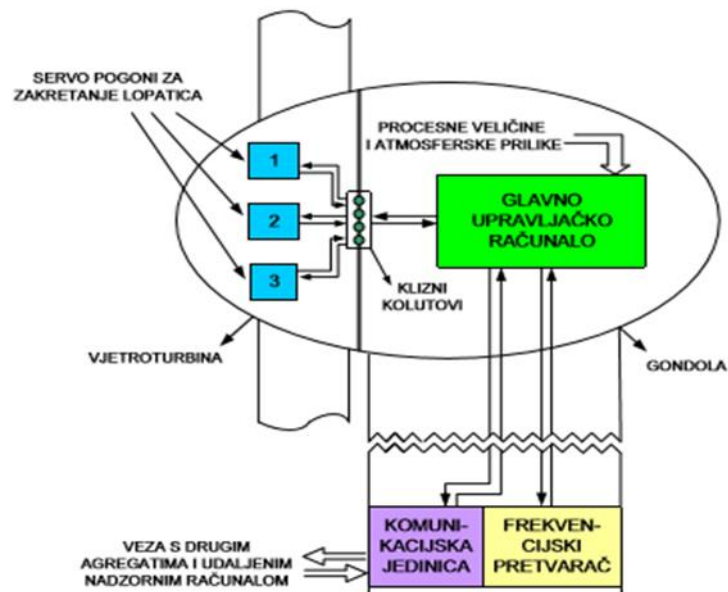 SERVO POGONI ZA
ZAKRETANJE LOPATICA
PROCESNE VELIČINE
I ATMOSFERSKE PRILIKE
1
2
3
GLAVNO
UPRAVLJAČKO
RAČUNALO
KLIZNI
KOLUTOVI
VJETROTURBINA
GONDOLA
KOMUNI-
KACIJSKA
JEDINICA
FREKVEN-
CIJSKI
PRETVARAČ
VEZA S DRUGIM
AGREGATIMA I UDALJENIM
NADZORNIM RAČUNALOM